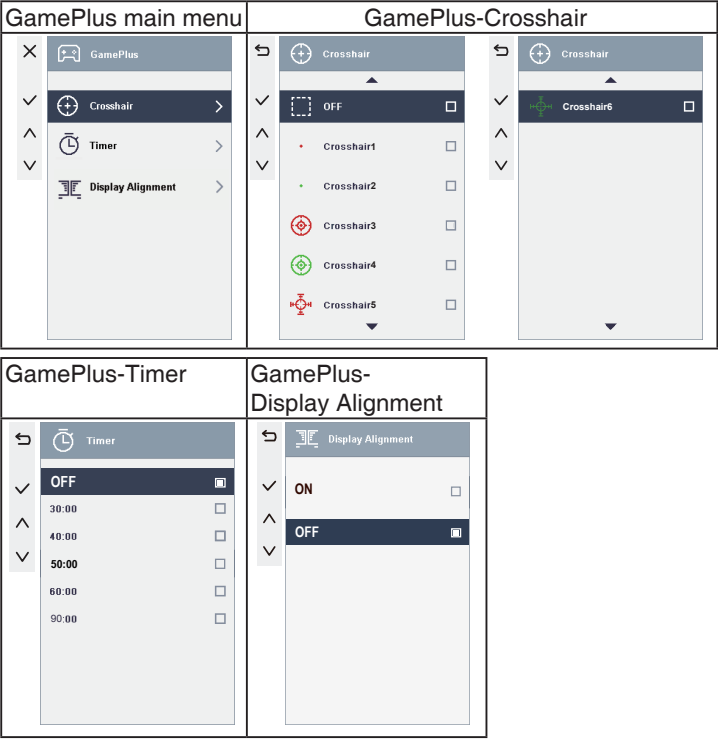 GamePlus main menu
GamePlus-Crosshair
GamePlus
Crosshair
Timer
Display Alignment
Crosshair
OFF
Crosshair1
Crosshair2
Crosshair3
Crosshair4
Crosshair5
Crosshair
Crosshair6
GamePlus-Timer
GamePlus-
Display Alignment
Timer
OFF
30:00
40:00
50:00
60:00
90:00
Display Alignment
ON
OFF